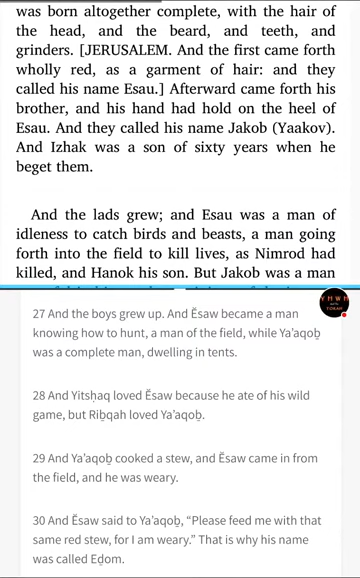 was born altogether complete, with the hair of
the head, and the beard, and teeth, and
grinders. [JERUSALEM. And the first came forth
wholly red, as a garment of hair: and they
called his name Esau.] Afterward came forth his
brother, and his hand had hold on the heel of
Esau. And they called his name Jakob (Yaakov).
And Izhak was a son of sixty years when he
beget them.
And the lads grew; and Esau was a man of
idleness to catch birds and beasts, a man going
forth into the field to kill lives, as Nimrod had
killed, and Hanok his son. But Jakob was a man
27 And the boys grew up. And Ěsaw became a man
knowing how to hunt, a man of the field, while Ya‛aqoḇ
was a complete man, dwelling in tents.
28 And Yitsḥaq loved Ěsaw because he ate of his wild
game, but Riḇqah loved Ya‛aqoḇ.
29 And Ya‛aqoḇ cooked a stew, and Ěsaw came in from
the field, and he was weary.
30 And Ěsaw said to Ya‛aqoḇ, “Please feed me with that
same red stew, for I am weary.” That is why his name
was called Eḏom.